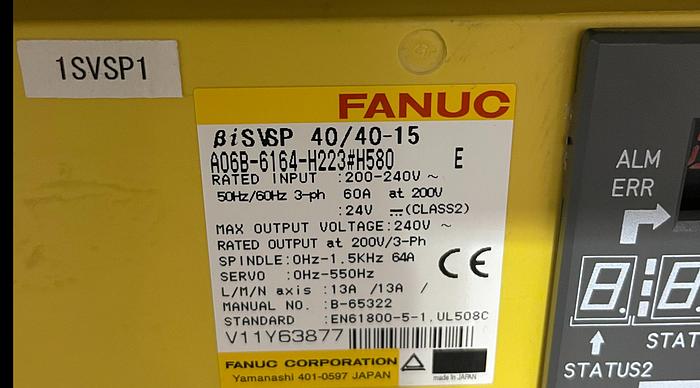 1SVSP1
FANUC
βiSVSP 40/40-15
A06B-6164-H223#H580 E
RATED INPUT :200-240V ~
50Hz/60Hz 3-ph 60A at 200V
:24V ⎓(CLASS2)
MAX OUTPUT VOLTAGE:240V ~
RATED OUTPUT at 200V/3-Ph
SPINDLE:0Hz-1.5KHz 64A
SERVO :0Hz-550Hz
L/M/N axis :13A /13A /
MANUAL NO. :B-65322
STANDARD :EN61800-5-1,UL508C
CE
V11Y63877
FANUC CORPORATION
Yamanashi 401-0597 JAPAN
made in JAPAN
ALM
ERR
STAT
STATUS2